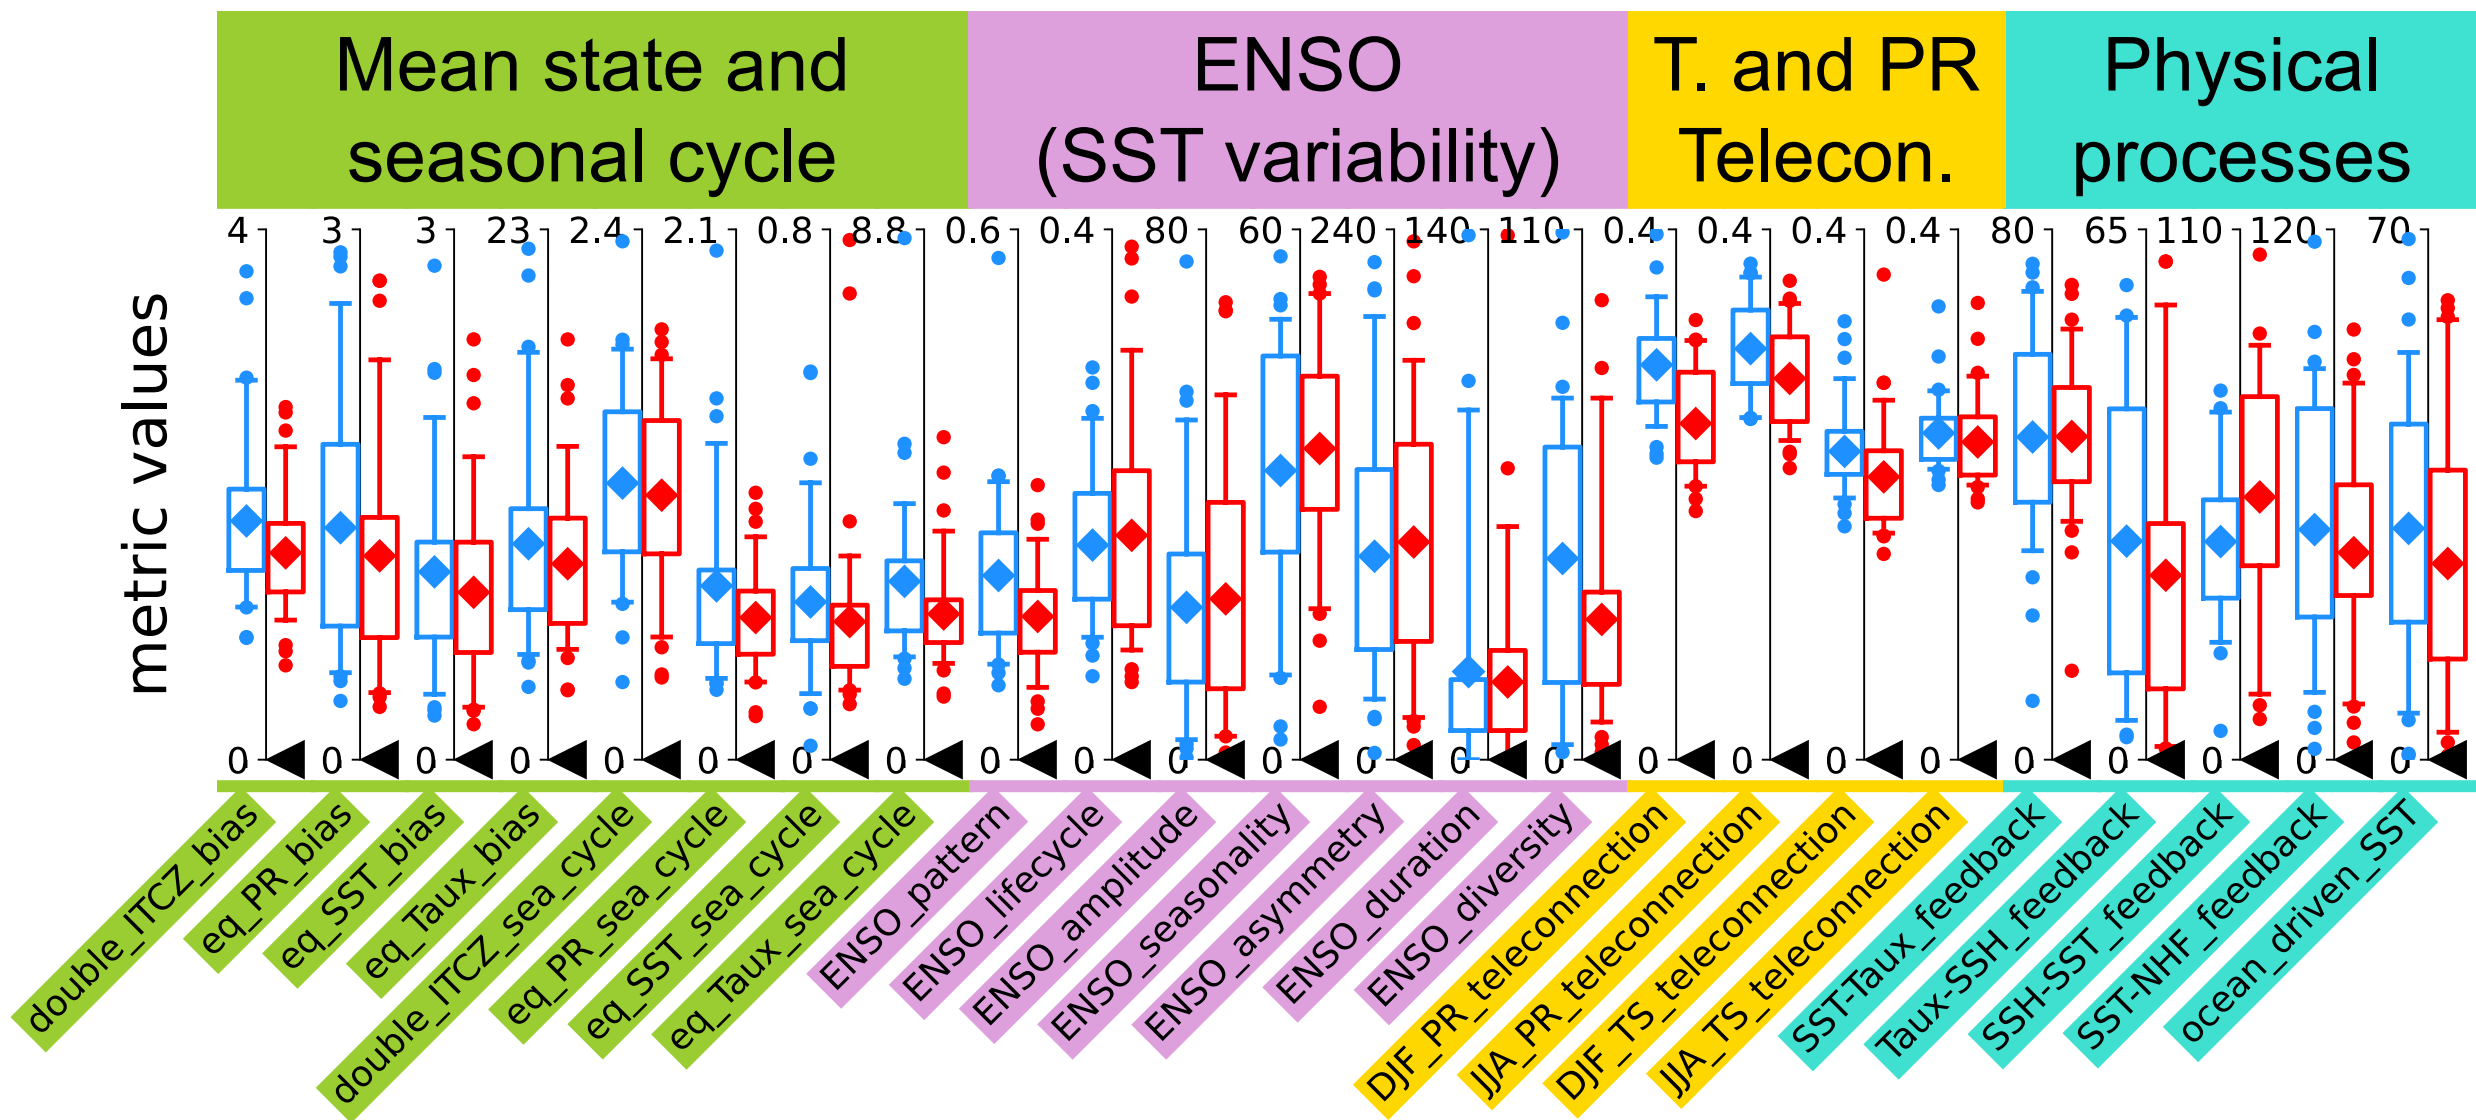 Mean state and
seasonal cycle
ENSO
(SST variability)
T. and PR
Telecon.
Physical
processes
metric values
4 3 3 23 2.4 2.1 0.8 8.8 0.6 0.4 80 60 240 140 110 0.4 0.4 0.4 0.4 80 65 110 120 70
0 0 0 0 0 0 0 0 0 0 0 0 0 0 0 0 0 0 0 0 0 0 0 0
double_ITCZ_bias
eq_PR_bias
eq_SST_bias
eq_Taux_bias
double_ITCZ_sea_cycle
eq_PR_sea_cycle
eq_SST_sea_cycle
eq_Taux_sea_cycle
ENSO_pattern
ENSO_lifecycle
ENSO_amplitude
ENSO_seasonality
ENSO_asymmetry
ENSO_duration
ENSO_diversity
DJF_PR_teleconnection
JJA_PR_teleconnection
DJF_TS_teleconnection
JJA_TS_teleconnection
SST-Taux_feedback
Taux-SSH_feedback
SSH-SST_feedback
SST-NHF_feedback
ocean_driven_SST